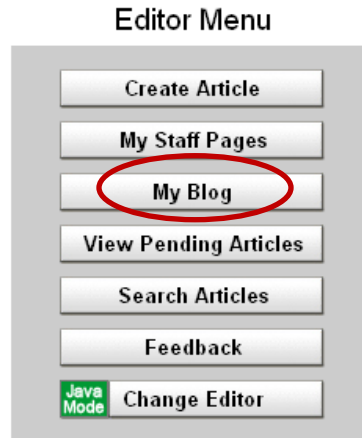 Editor Menu
Create Article
My Staff Pages
My Blog
View Pending Articles
Search Articles
Feedback
Java
Mode
Change Editor